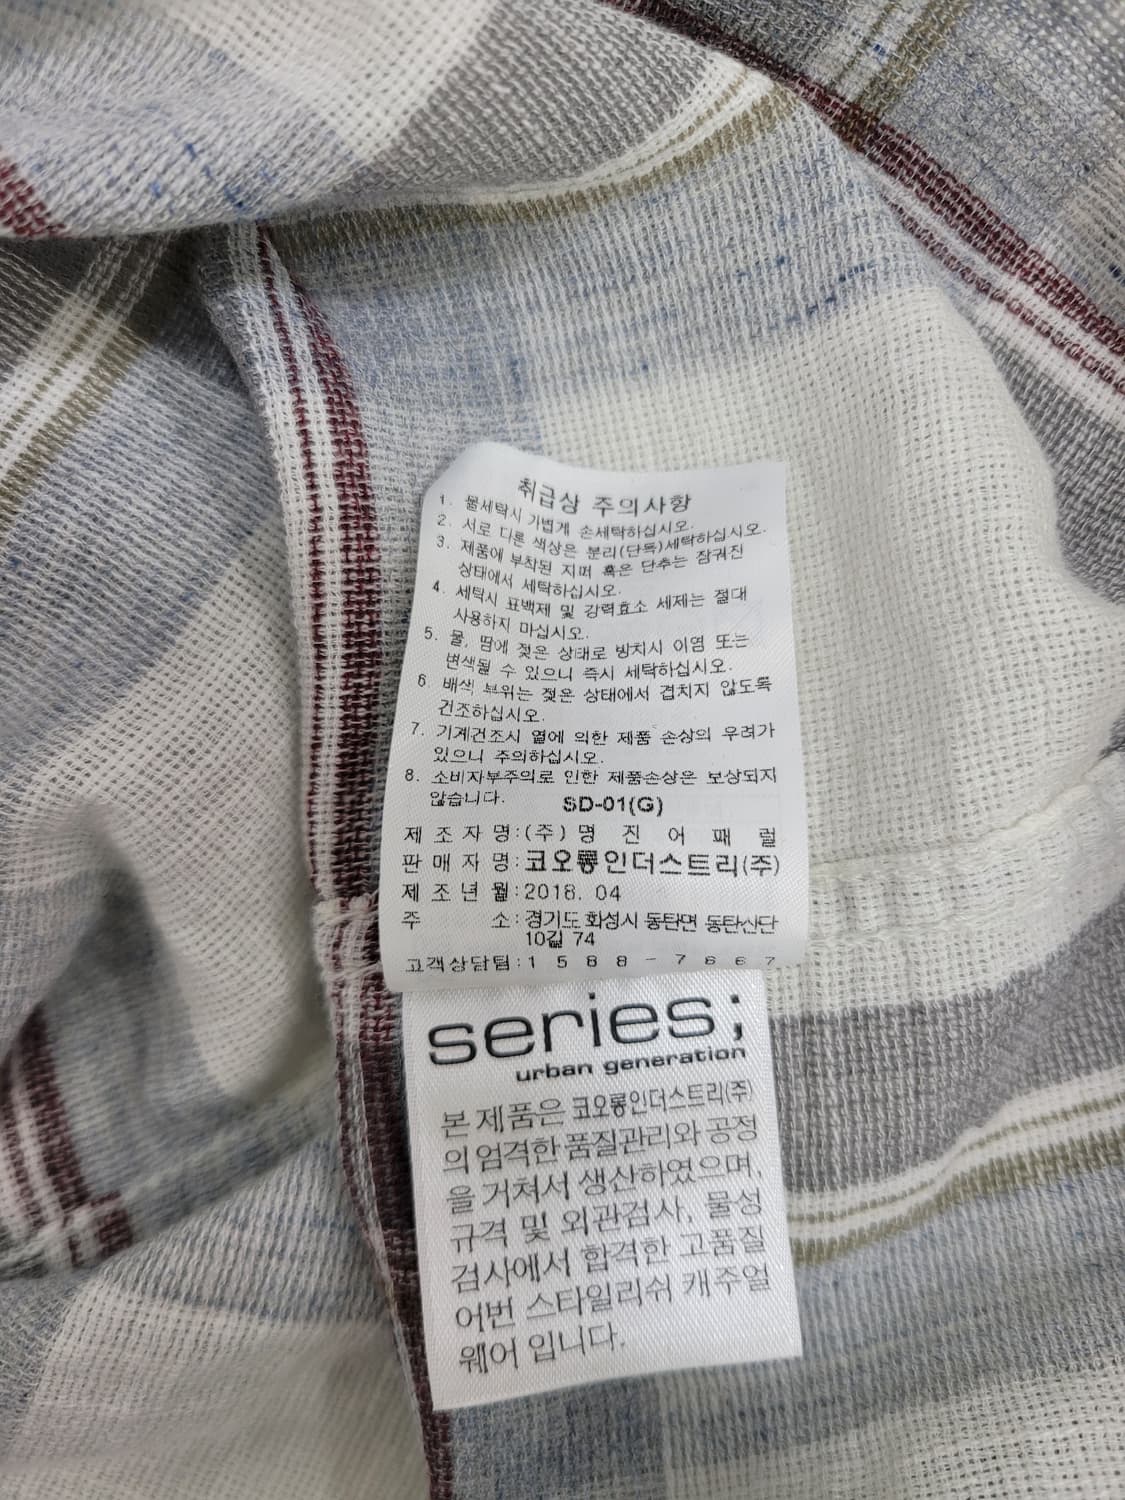 취급상 주의사항
1. 물세탁시 가볍게 손세탁하십시오.
2. 서로 다른 색상은 분리(단독)세탁하십시오.
3. 제품에 부착된 지퍼 혹은 단추는 잠궈진
상태에서 세탁하십시오.
4. 세탁시 표백제 및 강력효소 세제는 절대
사용하지 마십시오.
5. 물, 땀에 젖은 상태로 방치시 이염 또는
변색될 수 있으니 즉시 세탁하십시오.
6. 배색 부위는 젖은 상태에서 겹치지 않도록
건조하십시오.
7. 기계건조시 열에 의한 제품 손상의 우려가
있으니 주의하십시오.
8. 소비자부주의로 인한 제품손상은 보상되지
않습니다. SD-01(G)
제조자명:(주)명진어패럴
판매자명:코오롱인더스트리(주)
제조년월:2018. 04
주 소:경기도 화성시 동탄면 동탄산단
10길 74
고객상담팀:1588-7667
series;
urban generation
본 제품은 코오롱인더스트리(주)
의 엄격한 품질관리와 공정
을 거쳐서 생산하였으며,
규격 및 외관검사, 물성
검사에서 합격한 고품질
어번 스타일리쉬 캐주얼
웨어 입니다.